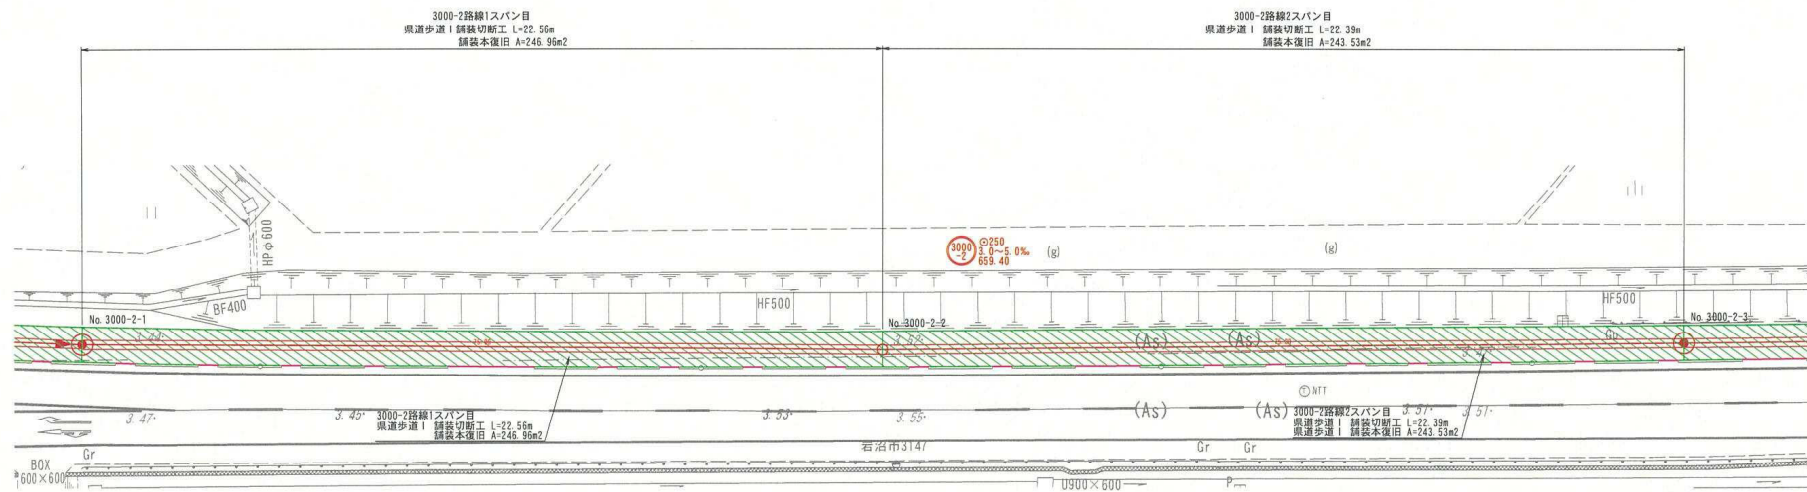 3000-2路線1スパン目
県道歩道Ⅰ 舗装切断工 L=22.56m
舗装本復旧 A=246.96m2
3000-2路線2スパン目
県道歩道Ⅰ 舗装切断工 L=22.39m
舗装本復旧 A=243.53m2
HPφ600
3000
-2
250
3.0~5.0‰
659.40
(g)
(g)
BF400
HF500
HF500
No. 3000-2-1
No. 3000-2-2
No. 3000-2-3
(As)
(As)
NTT
3.47
3.45
3.53
3.55
(As)
(As)
3.51
3.51
3000-2路線1スパン目
県道歩道Ⅰ 舗装切断工 L=22.56m
舗装本復旧 A=246.96m2
3000-2路線2スパン目
県道歩道Ⅰ 舗装切断工 L=22.39m
県道歩道Ⅰ 舗装本復旧 A=243.53m2
岩沼市3147
Gr
Gr
Gr
BOX
600×600
U900×600
P